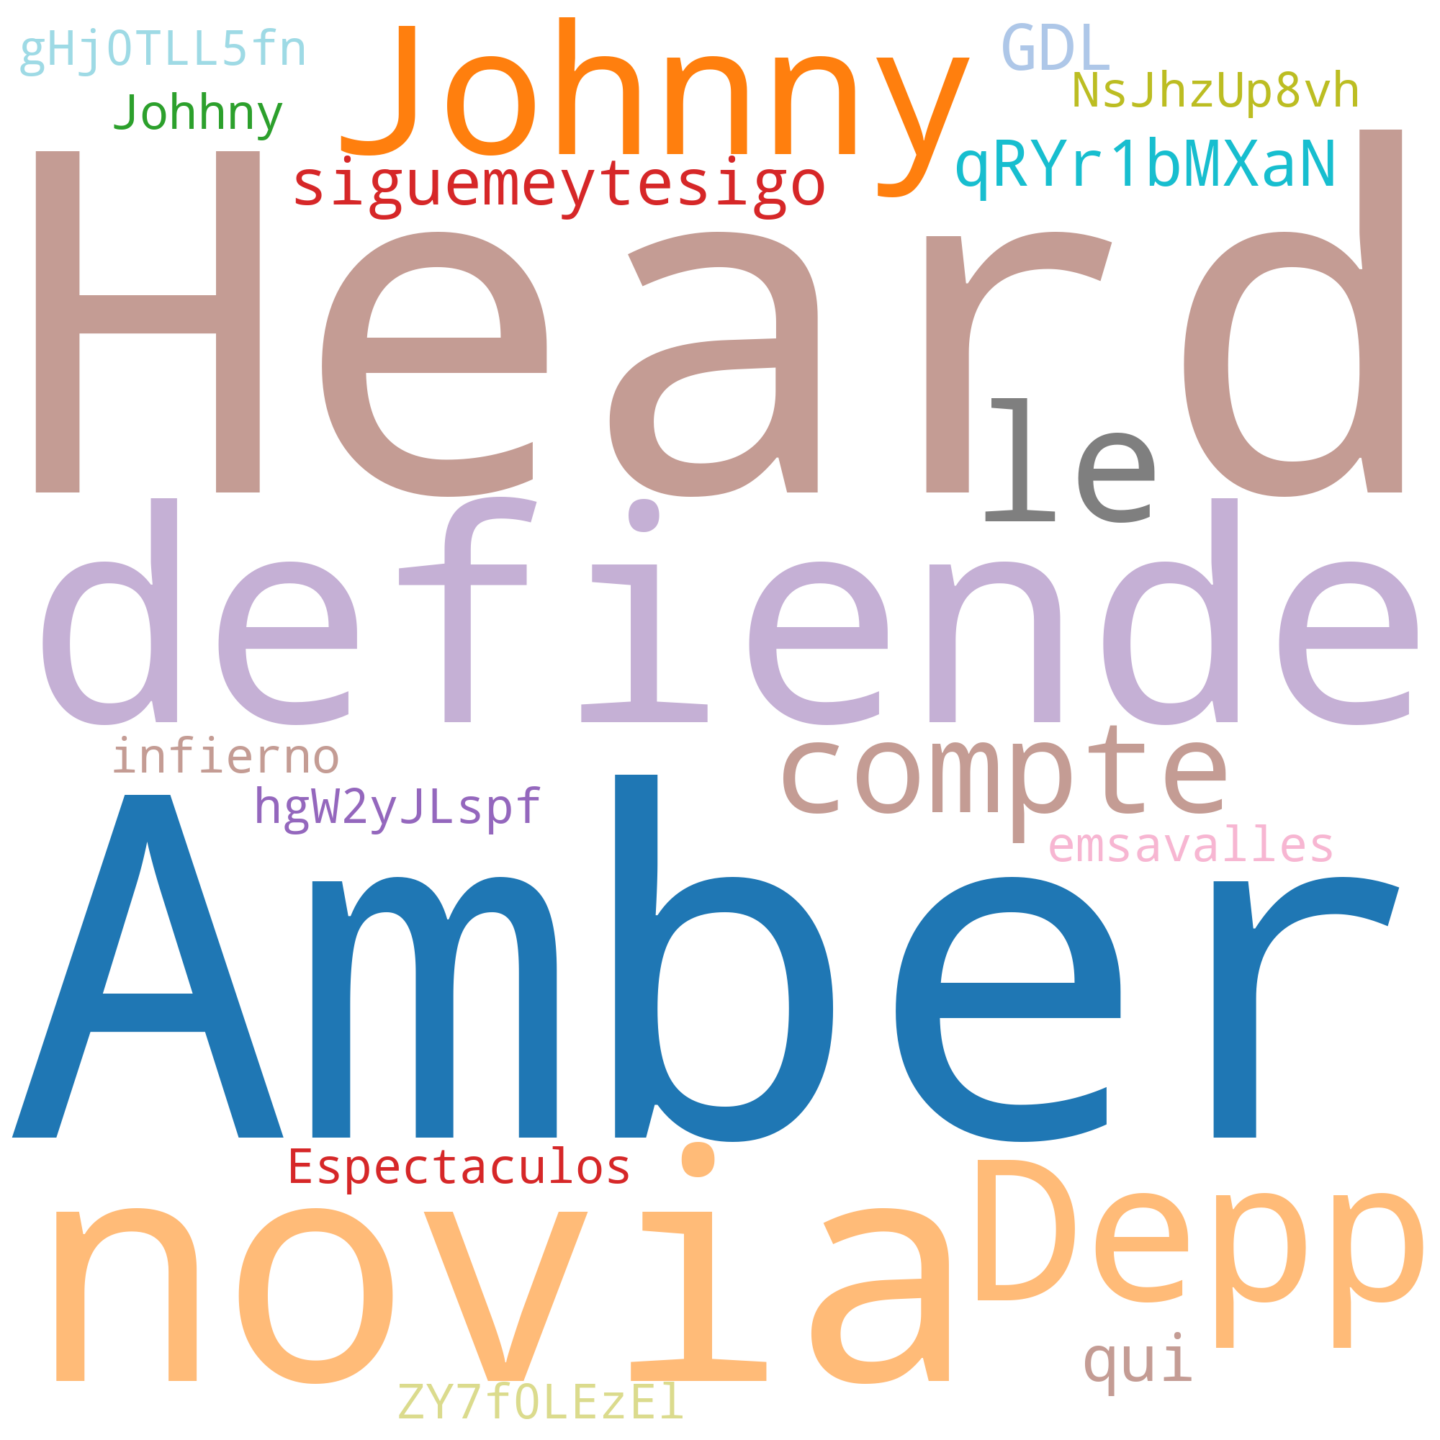 gHj0TLL5fn Johnny GDL
Johhny NsJhzUp8vh
siguemeytesigo qRYr1bMXaN
Heard
le
defiende
infierno compte
hgW2yJLspf emsavalles
Amber
Espectaculos
novia Depp
qui
ZY7f0LEzEl